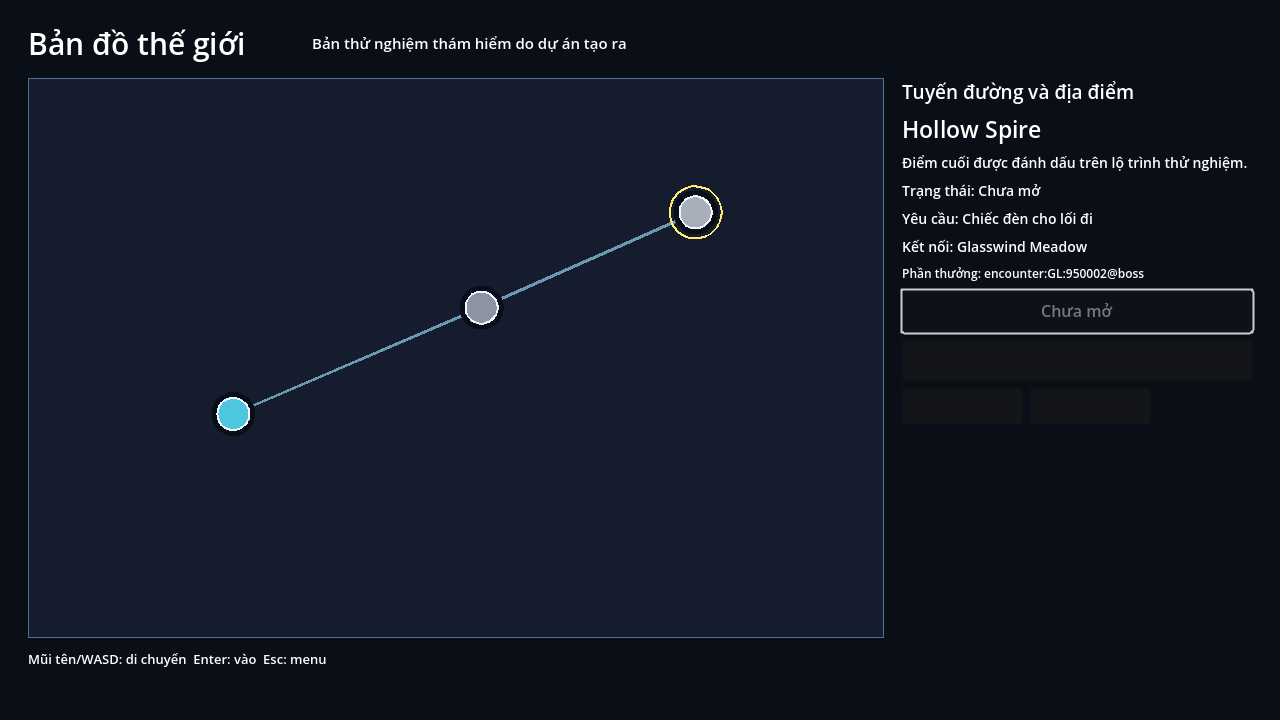 Bản đồ thế giới
Bản thử nghiệm thám hiểm do dự án tạo ra
Tuyến đường và địa điểm
Hollow Spire
Điểm cuối được đánh dấu trên lộ trình thử nghiệm.
Trạng thái: Chưa mở
Yêu cầu: Chiếc đèn cho lối đi
Kết nối: Glasswind Meadow
Phần thưởng: encounter:GL:950002@boss
Chưa mở
Mũi tên/WASD: di chuyển  Enter: vào  Esc: menu